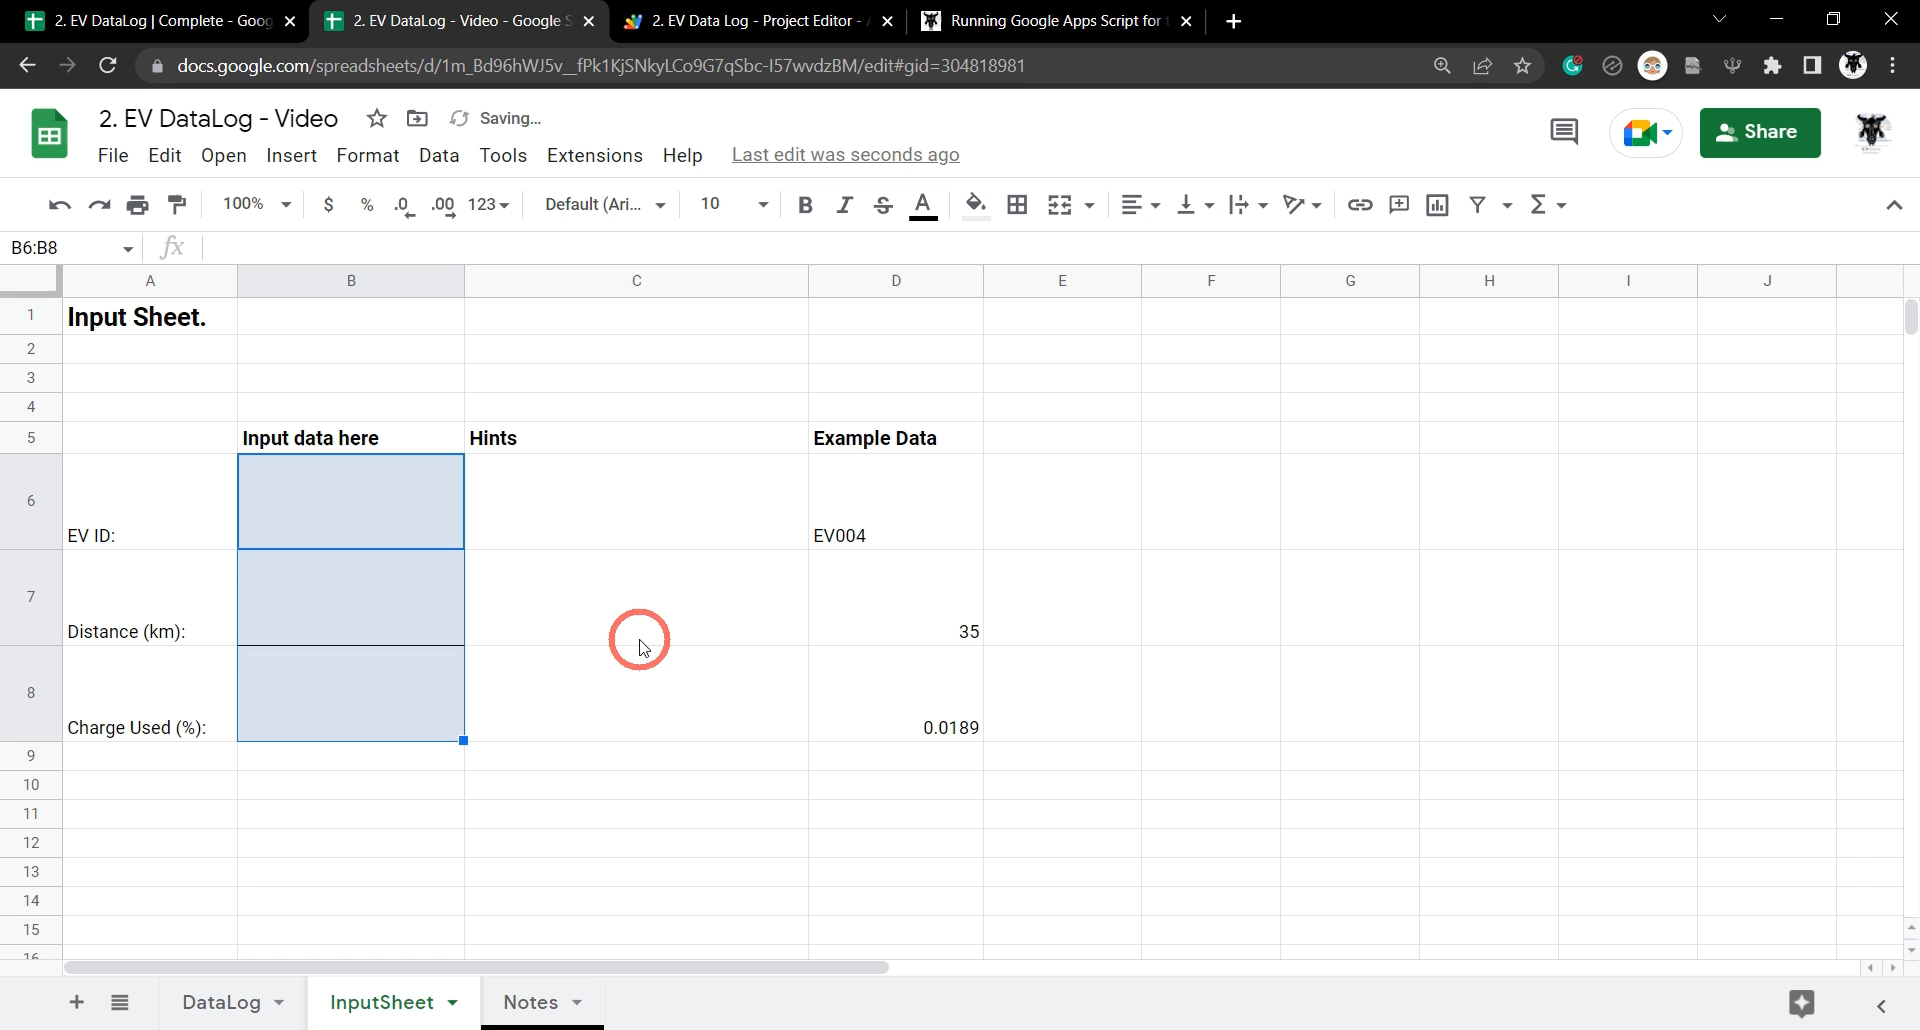 2. EV DataLog | Complete - Goog
2. EV DataLog - Video - Google S
2. EV Data Log - Project Editor - A
Running Google Apps Script for t
docs.google.com/spreadsheets/d/1m_Bd96hWJ5v__fPk1KjSNkyLCo9G7qSbc-I57wvdzBM/edit#gid=304818981
2. EV DataLog - Video
Saving...
File Edit Open Insert Format Data Tools Extensions Help Last edit was seconds ago
Share
100% $ % .0 .00 123 Default (Ari... 10 B I S A Σ
B6:B8 fx
A B C D E F G H I J
1 Input Sheet.
2
3
4
5 Input data here Hints Example Data
6 EV ID: EV004
7 Distance (km): 35
8 Charge Used (%): 0.0189
9
10
11
12
13
14
15
16
DataLog InputSheet Notes